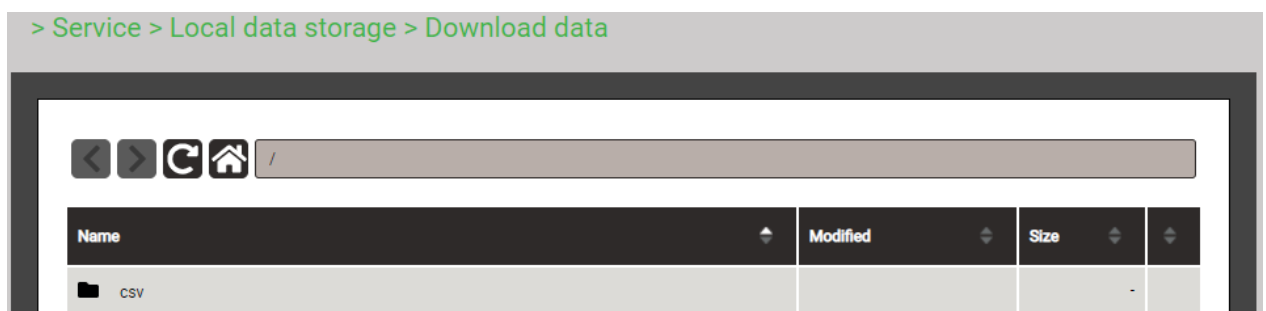 > Service > Local data storage > Download data
/
Name Modified Size
csv -